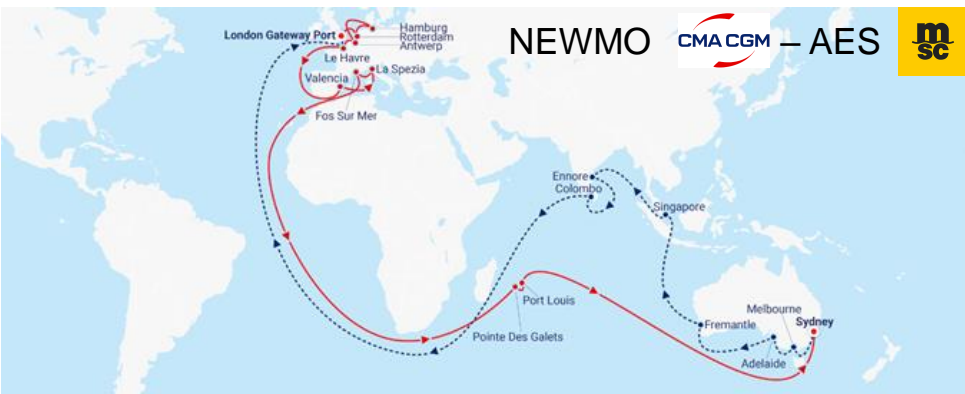 NEWMO CMA CGM – AES msc
London Gateway Port
Hamburg
Rotterdam
Antwerp
Le Havre
Valencia
La Spezia
Fos Sur Mer
Ennore
Colombo
Singapore
Port Louis
Pointe Des Galets
Fremantle
Melbourne
Sydney
Adelaide